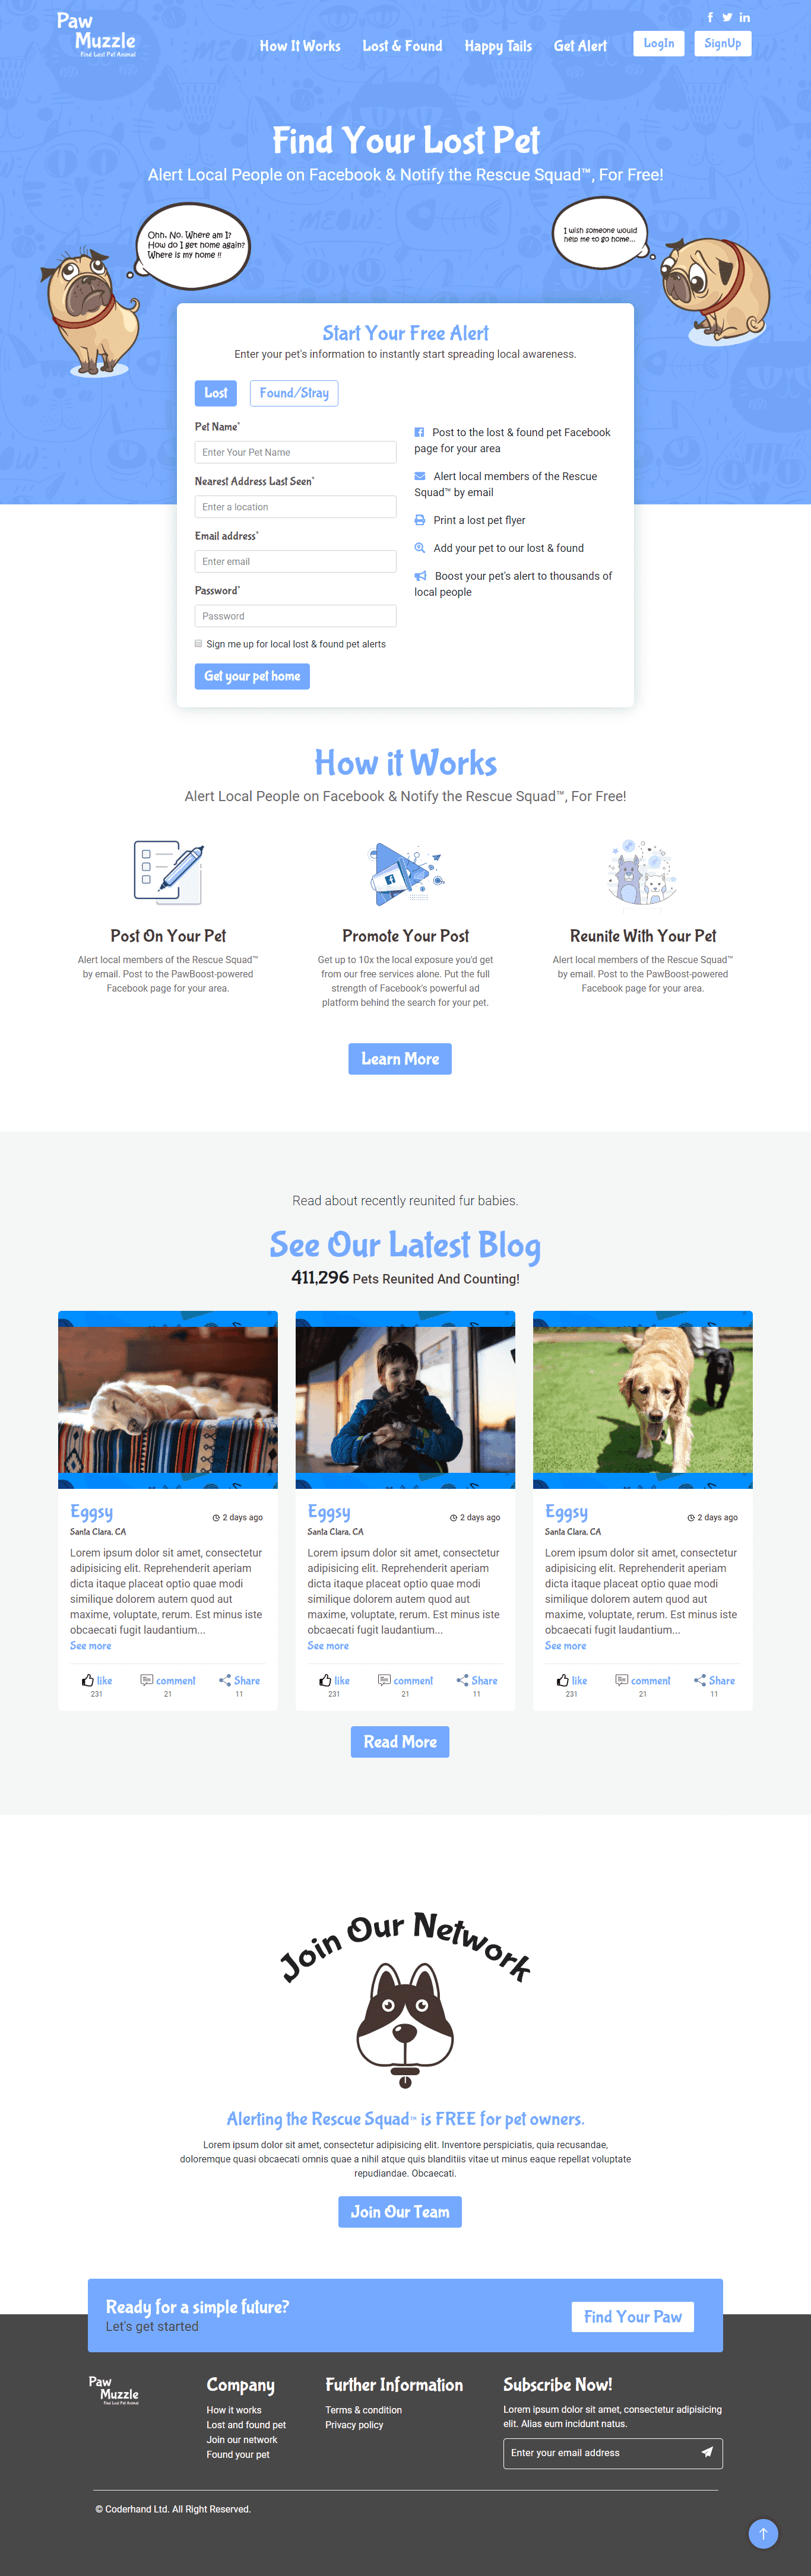 Paw
Muzzle
Find Lost Pet Animal
How It Works
Lost & Found
Happy Tails
Get Alert
LogIn
SignUp
Find Your Lost Pet
Alert Local People on Facebook & Notify the Rescue Squad™, For Free!
Ohh, No. Where am I?
How do I get home again?
Where is my home !!
I wish someone would
help me to go home...
Start Your Free Alert
Enter your pet's information to instantly start spreading local awareness.
Lost
Found/Stray
Pet Name*
Enter Your Pet Name
Nearest Address Last Seen*
Enter a location
Email address*
Enter email
Password*
Password
Sign me up for local lost & found pet alerts
Get your pet home
Post to the lost & found pet Facebook
page for your area
Alert local members of the Rescue
Squad™ by email
Print a lost pet flyer
Add your pet to our lost & found
Boost your pet's alert to thousands of
local people
How it Works
Alert Local People on Facebook & Notify the Rescue Squad™, For Free!
Post On Your Pet
Alert local members of the Rescue Squad™
by email. Post to the PawBoost-powered
Facebook page for your area.
Promote Your Post
Get up to 10x the local exposure you'd get
from our free services alone. Put the full
strength of Facebook's powerful ad
platform behind the search for your pet.
Reunite With Your Pet
Alert local members of the Rescue Squad™
by email. Post to the PawBoost-powered
Facebook page for your area.
Learn More
Read about recently reunited fur babies.
See Our Latest Blog
411,296 Pets Reunited And Counting!
Eggsy
2 days ago
Santa Clara, CA
Lorem ipsum dolor sit amet, consectetur
adipisicing elit. Reprehenderit aperiam
dicta itaque placeat optio quae modi
similique dolorem autem quod aut
maxime, voluptate, rerum. Est minus iste
obcaecati fugit laudantium...
See more
like
231
comment
21
Share
11
Eggsy
2 days ago
Santa Clara, CA
Lorem ipsum dolor sit amet, consectetur
adipisicing elit. Reprehenderit aperiam
dicta itaque placeat optio quae modi
similique dolorem autem quod aut
maxime, voluptate, rerum. Est minus iste
obcaecati fugit laudantium...
See more
like
231
comment
21
Share
11
Eggsy
2 days ago
Santa Clara, CA
Lorem ipsum dolor sit amet, consectetur
adipisicing elit. Reprehenderit aperiam
dicta itaque placeat optio quae modi
similique dolorem autem quod aut
maxime, voluptate, rerum. Est minus iste
obcaecati fugit laudantium...
See more
like
231
comment
21
Share
11
Read More
Join Our Network
Alerting the Rescue Squad™ is FREE for pet owners.
Lorem ipsum dolor sit amet, consectetur adipisicing elit. Inventore perspiciatis, quia recusandae,
doloremque quasi obcaecati omnis quae a nihil atque quis blanditiis vitae ut minus eaque repellat voluptate
repudiandae. Obcaecati.
Join Our Team
Ready for a simple future?
Let's get started
Find Your Paw
Paw
Muzzle
Find Lost Pet Animal
Company
How it works
Lost and found pet
Join our network
Found your pet
Further Information
Terms & condition
Privacy policy
Subscribe Now!
Lorem ipsum dolor sit amet, consectetur adipisicing
elit. Alias eum incidunt natus.
Enter your email address
© Coderhand Ltd. All Right Reserved.